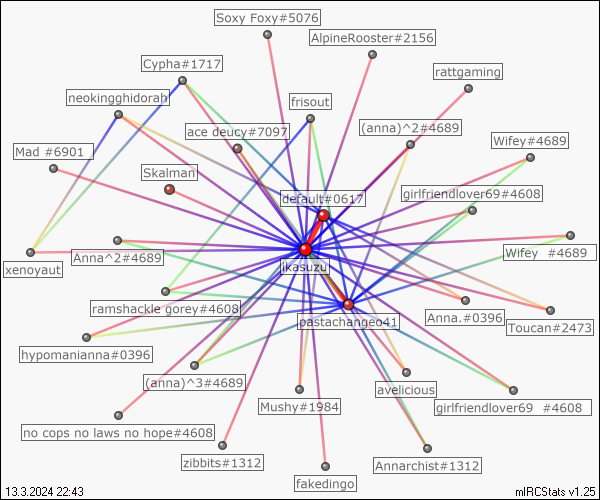 Soxy Foxy#5076
AlpineRooster#2156
Cypha#1717
rattgaming
neokingghidorah
frisout
ace deucy#7097
(anna)^2#4689
Wifey#4689
Mad #6901
Skalman
default#0617
girlfriendlover69#4608
Anna^2#4689
Wifey #4689
xenoyaut
jikasuzu
ramshackle gorey#4608
Anna.#0396
pastachangeo41
Toucan#2473
hypomanianna#0396
(anna)^3#4689
avelicious
Mushy#1984
girlfriendlover69 #4608
no cops no laws no hope#4608
zibbits#1312
Annarchist#1312
fakedingo
13.3.2024 22:43
mIRCStats v1.25